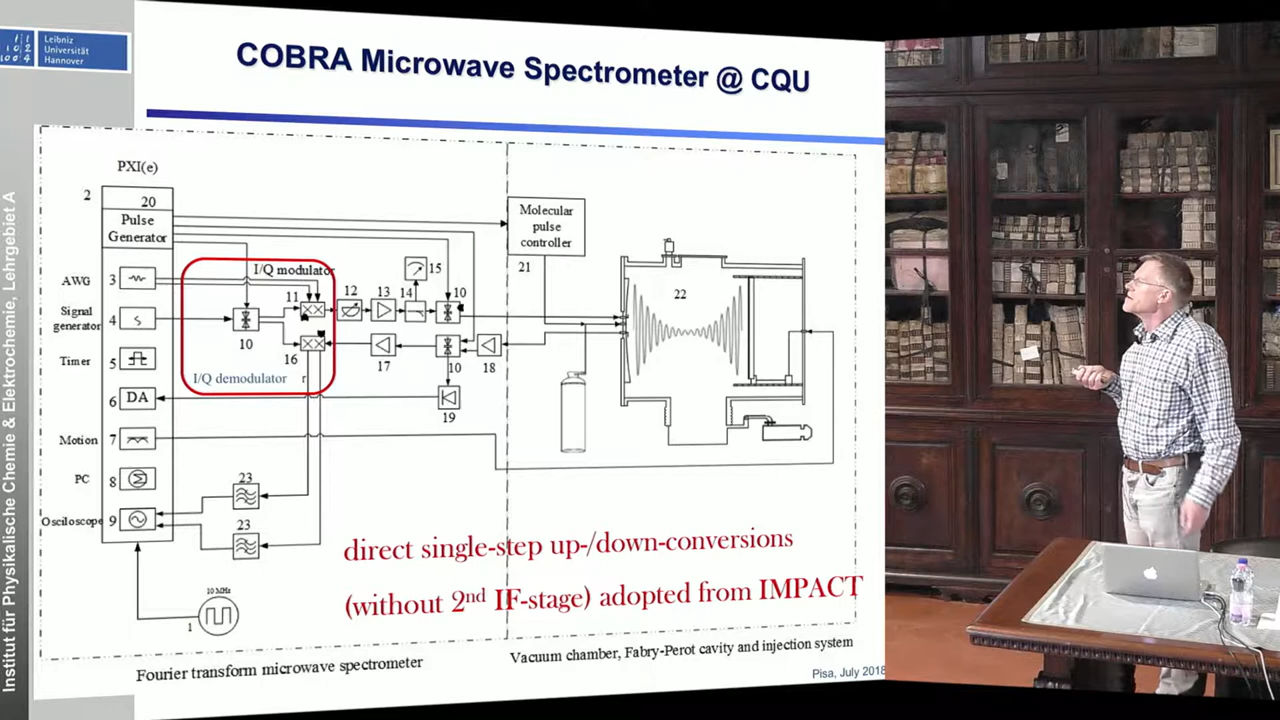 Leibniz
Universität
Hannover
COBRA Microwave Spectrometer @ CQU
Institut für Physikalische Chemie & Elektrochemie, Lehrgebiet A
PXI(e)
2
20
Pulse
Generator
Molecular
pulse
controller
21
AWG
3
I/Q modulator
11
12
13
14
15
10
22
Signal
generator
4
10
16
17
10
18
Timer
5
I/Q demodulator
r
6
DA
19
Motion
7
PC
8
23
Osciloscope
9
23
direct single-step up-/down-conversions
(without 2nd IF-stage) adopted from IMPACT
10 MHz
1
Fourier transform microwave spectrometer
Vacuum chamber, Fabry-Perot cavity and injection system
Pisa, July 2018